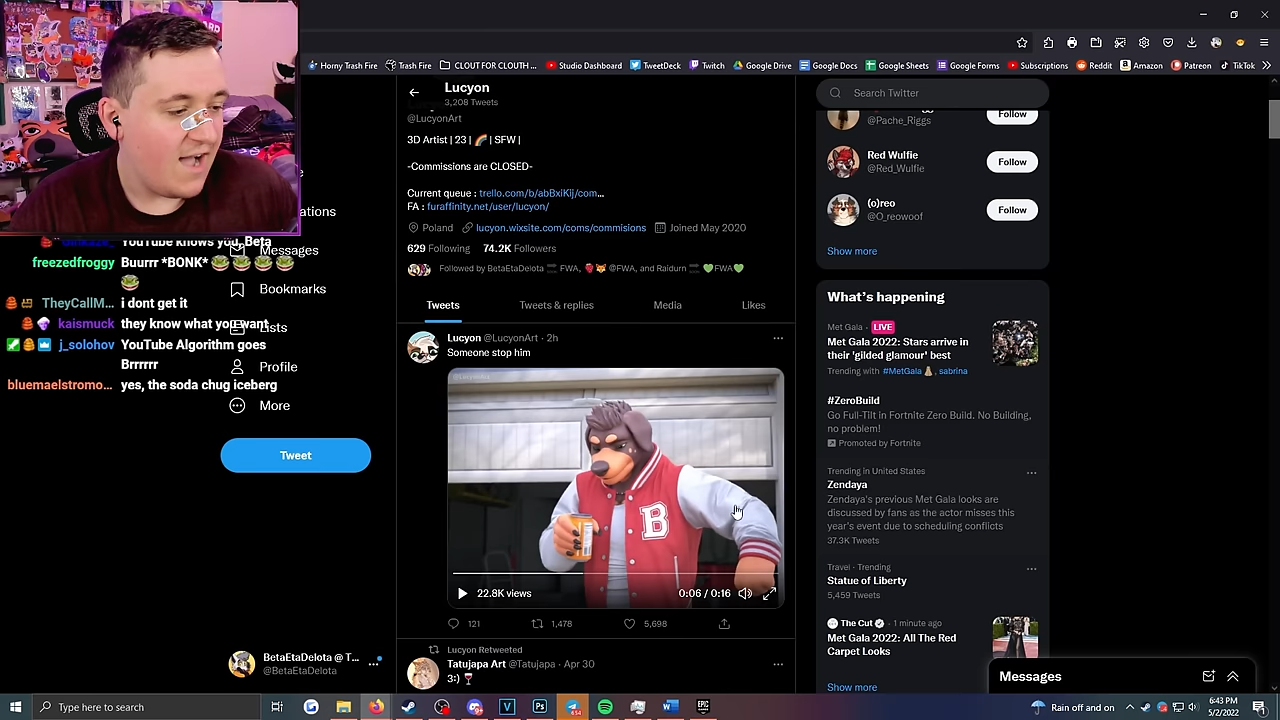 Horny Trash Fire
Trash Fire
CLOUT FOR CLOUTH ...
Studio Dashboard
TweetDeck
Twitch
Google Drive
Google Docs
Google Sheets
Google Forms
Subscriptions
Reddit
Amazon
Patreon
TikTok
Lucyon
3,208 Tweets
@LucyonArt
3D Artist | 23 | 🌈 | SFW |
-Commissions are CLOSED-
Current queue : trello.com/b/abBxiKij/com...
FA : furaffinity.net/user/lucyon/
Poland
lucyon.wixsite.com/coms/commisions
Joined May 2020
629 Following
74.2K Followers
Followed by BetaEtaDelota
FWA,
@FWA, and Raidurn
💚FWA💚
Tweets
Tweets & replies
Media
Likes
Lucyon @LucyonArt · 2h
Someone stop him
@LucyonArt
B
22.8K views
0:06 / 0:16
121
1,478
5,698
Lucyon Retweeted
Tatujapa Art @Tatujapa · Apr 30
3:) 🍷
YouTube knows you, Beta
freezedfroggy Buurrr *BONK*
TheyCallM... i dont get it
kaismuck they know what you want
j_solohov YouTube Algorithm goes
Brrrrrr
bluemaelstromo... yes, the soda chug iceberg
ations
Messages
Bookmarks
Lists
Profile
More
Tweet
BetaEtaDelota @ T...
@BetaEtaDelota
Search Twitter
@Pache_Riggs
Follow
Red Wulfie
@Red_Wulfie
Follow
(o)reo
@O_reowoof
Follow
Show more
What's happening
Met Gala · LIVE
Met Gala 2022: Stars arrive in
their 'gilded glamour' best
Trending with #MetGala, sabrina
#ZeroBuild
Go Full-Tilt in Fortnite Zero Build. No Building,
no problem!
Promoted by Fortnite
Trending in United States
Zendaya
Zendaya's previous Met Gala looks are
discussed by fans as the actor misses this
year's event due to scheduling conflicts
37.3K Tweets
Travel · Trending
Statue of Liberty
5,459 Tweets
The Cut · 1 minute ago
Met Gala 2022: All The Red
Carpet Looks
Show more
Messages
Type here to search
Rain off and on
6:43 PM
5/2/2022